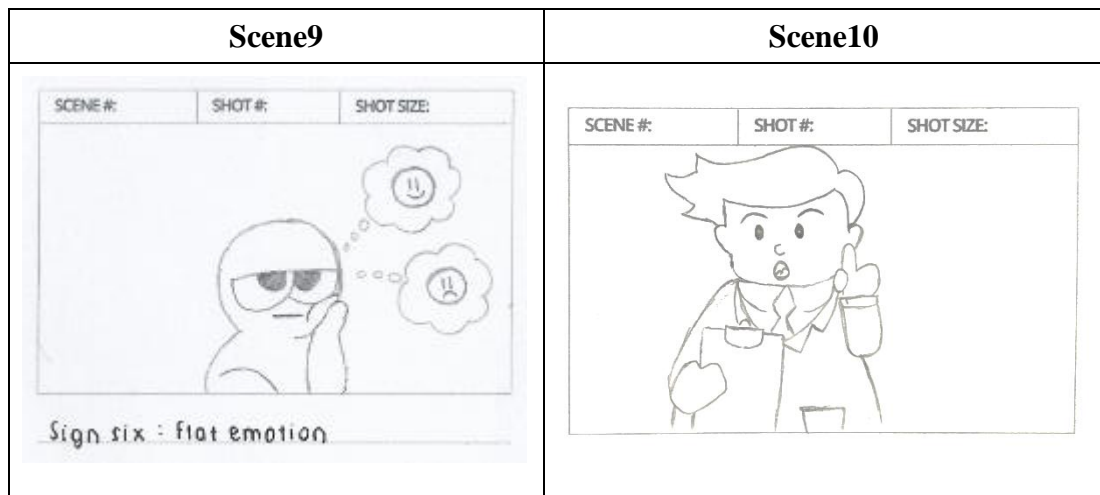 Scene9
Scene10
SCENE #:
SHOT #:
SHOT SIZE:
SCENE #:
SHOT #:
SHOT SIZE:
Sign six : flat emotion